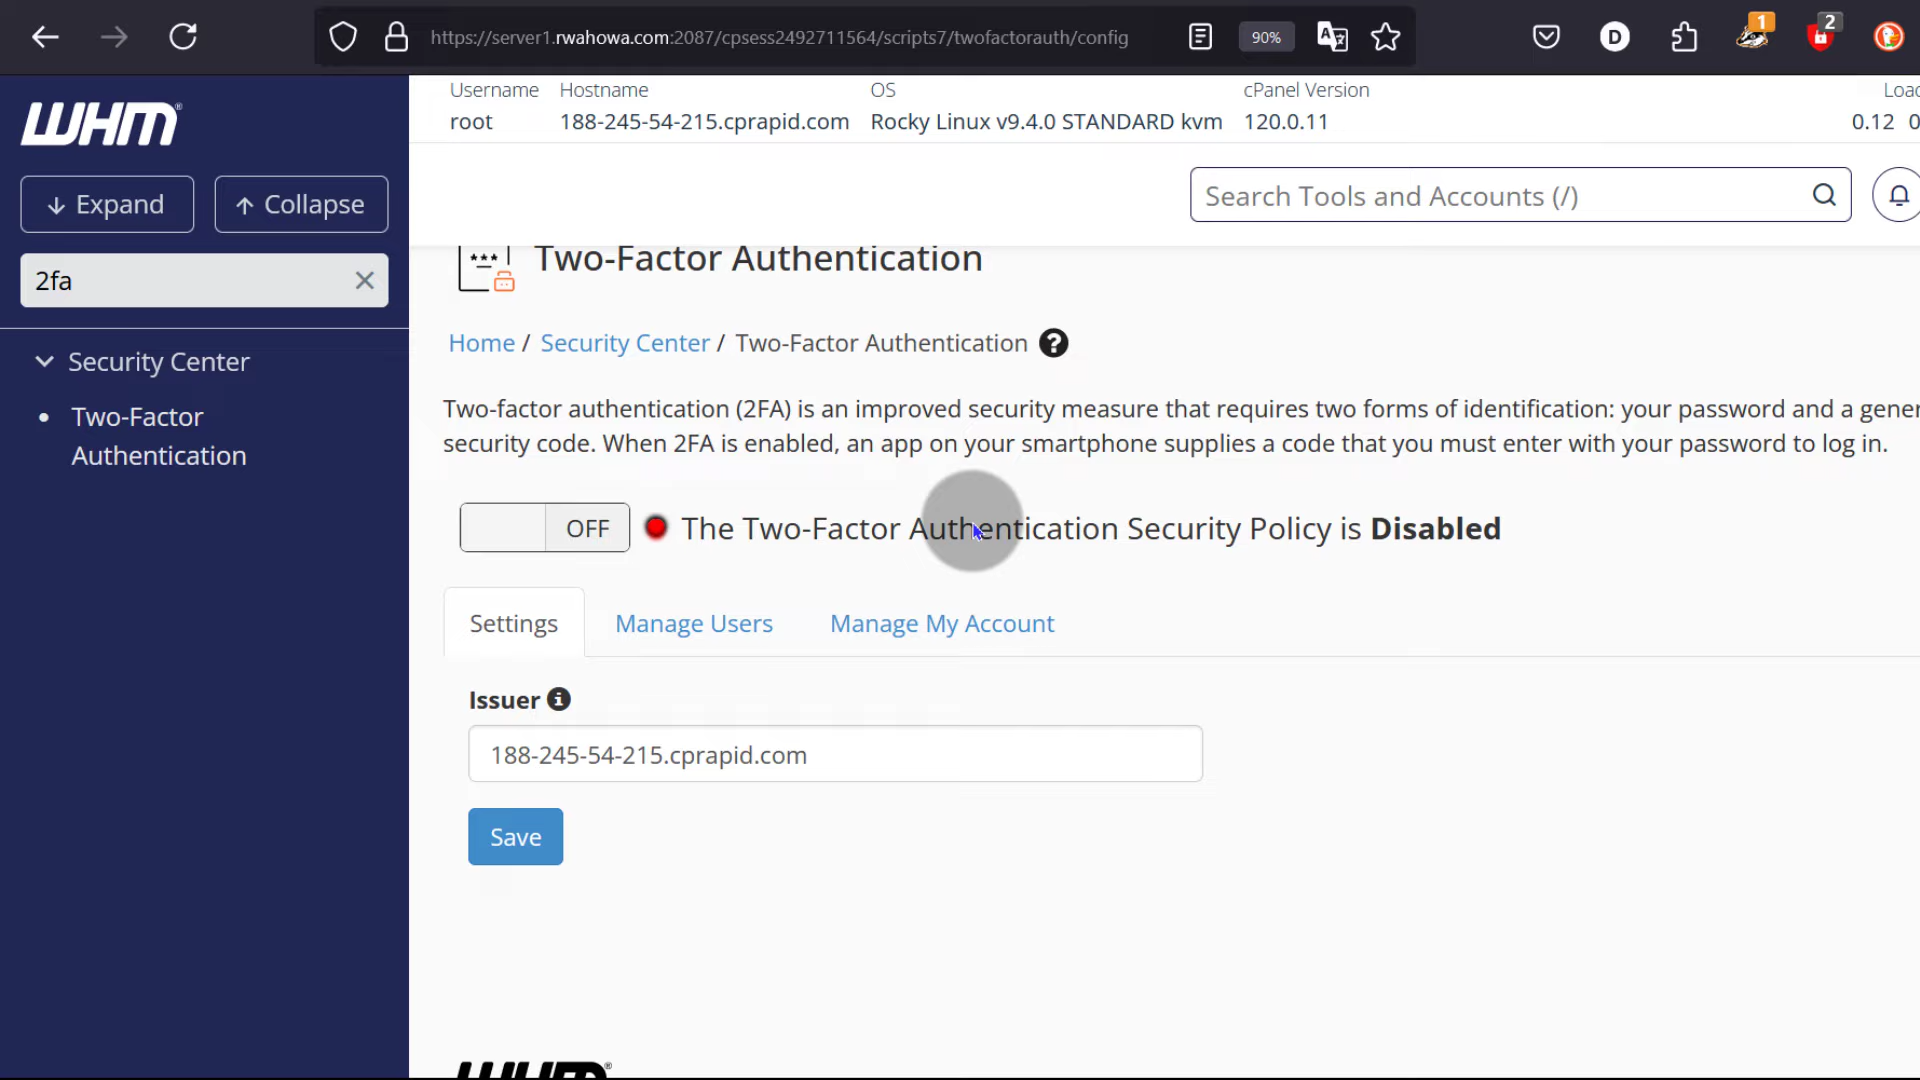 https://server1.rwahowa.com:2087/cpsess2492711564/scripts7/twofactorauth/config
90%
D
1
2
WHM®
Username Hostname OS cPanel Version
root 188-245-54-215.cprapid.com Rocky Linux v9.4.0 STANDARD kvm 120.0.11 0.12
Expand
Collapse
Search Tools and Accounts (/)
2fa
Two-Factor Authentication
Home / Security Center / Two-Factor Authentication
Security Center
Two-Factor
Authentication
Two-factor authentication (2FA) is an improved security measure that requires two forms of identification: your password and a
security code. When 2FA is enabled, an app on your smartphone supplies a code that you must enter with your password to log in.
OFF
The Two-Factor Authentication Security Policy is Disabled
Settings
Manage Users
Manage My Account
Issuer
188-245-54-215.cprapid.com
Save
WHM®